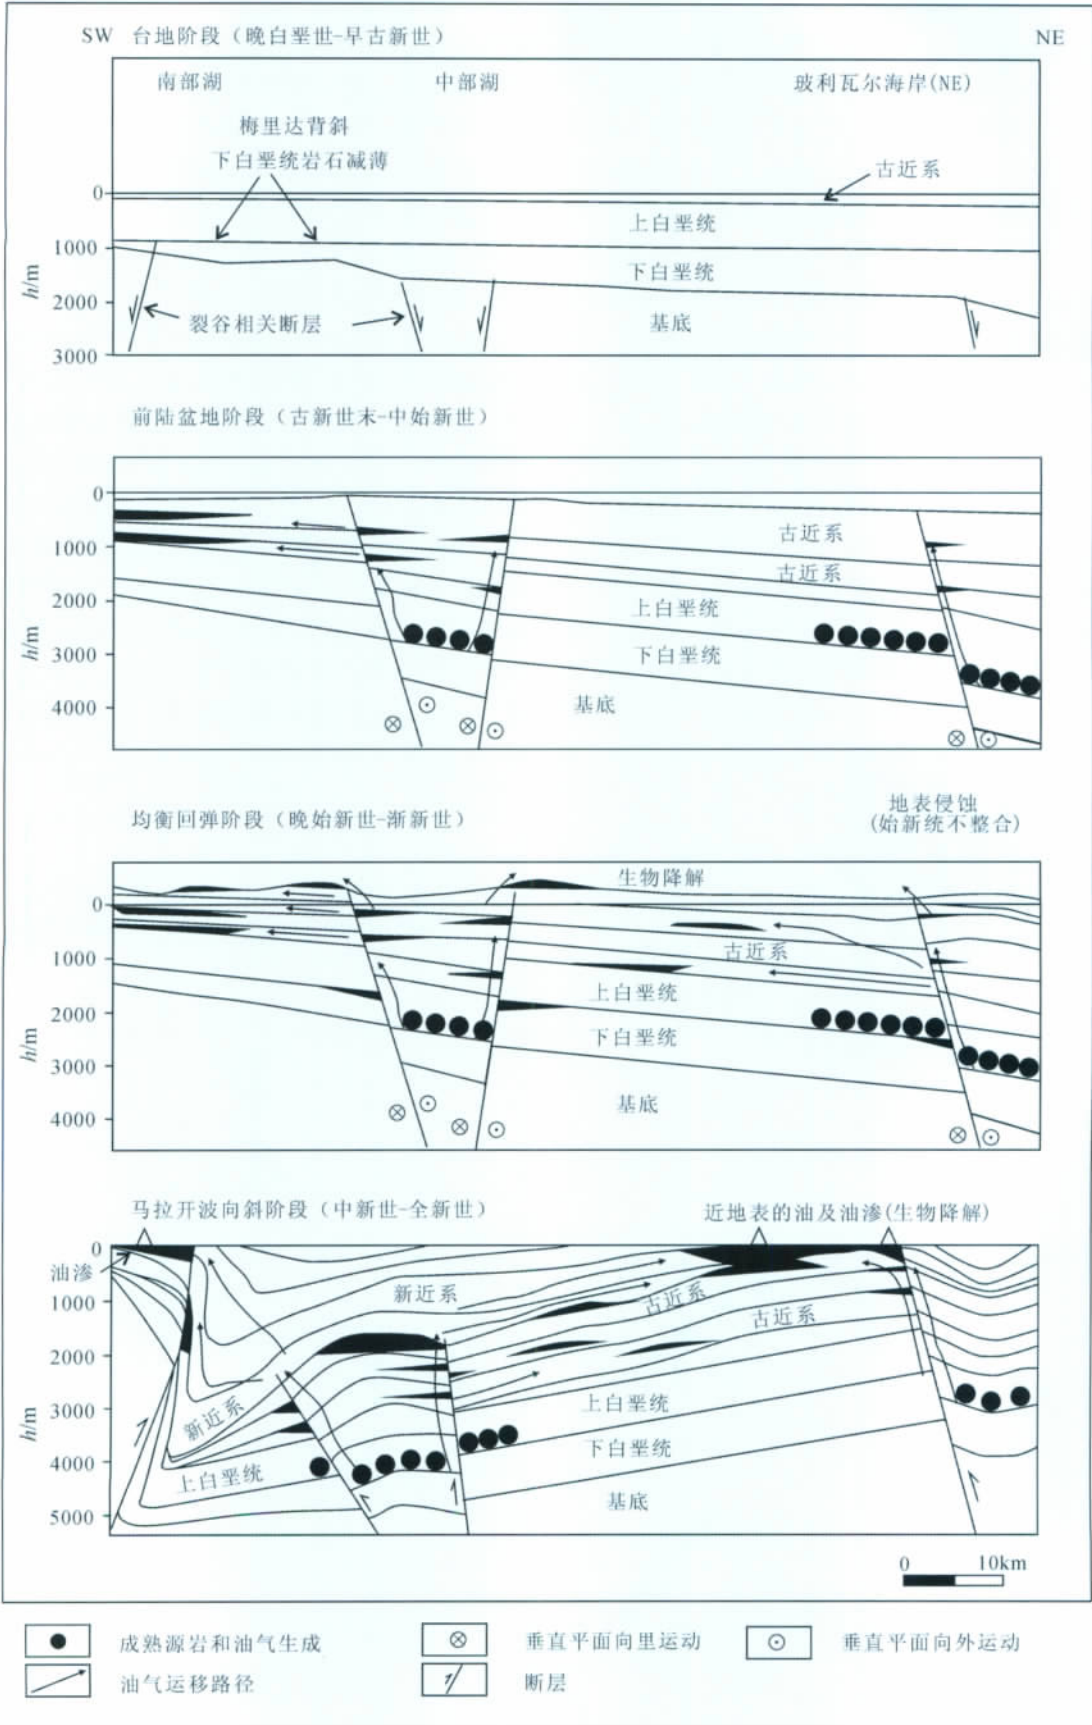 SW 台地阶段（晚白垩世-早古新世） NE
南部湖 中部湖 玻利瓦尔海岸(NE)
梅里达背斜
下白垩统岩石减薄
古近系
0
上白垩统
1000
下白垩统
h/m
2000
裂谷相关断层
基底
3000
前陆盆地阶段（古新世末-中始新世）
0
古近系
1000
古近系
2000
上白垩统
h/m
3000
下白垩统
4000
基底
均衡回弹阶段（晚始新世-渐新世）
地表侵蚀
(始新统不整合)
生物降解
0
古近系
1000
上白垩统
2000
下白垩统
h/m
3000
基底
4000
马拉开波向斜阶段（中新世-全新世）
近地表的油及油渗(生物降解)
0
油渗
新近系
古近系
1000
古近系
2000
上白垩统
3000
新近系
h/m
下白垩统
4000
上白垩统
基底
5000
0 10km
成熟源岩和油气生成 垂直平面向里运动 垂直平面向外运动
油气运移路径 断层